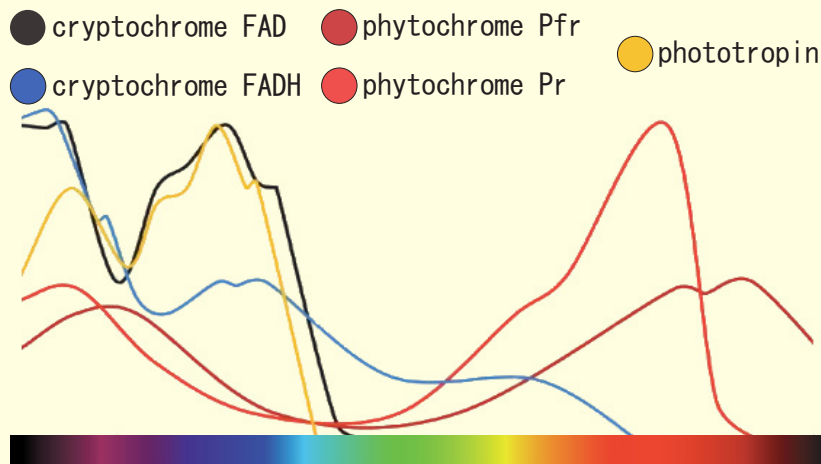 cryptochrome FAD
phytochrome Pfr
phototropin
cryptochrome FADH
phytochrome Pr